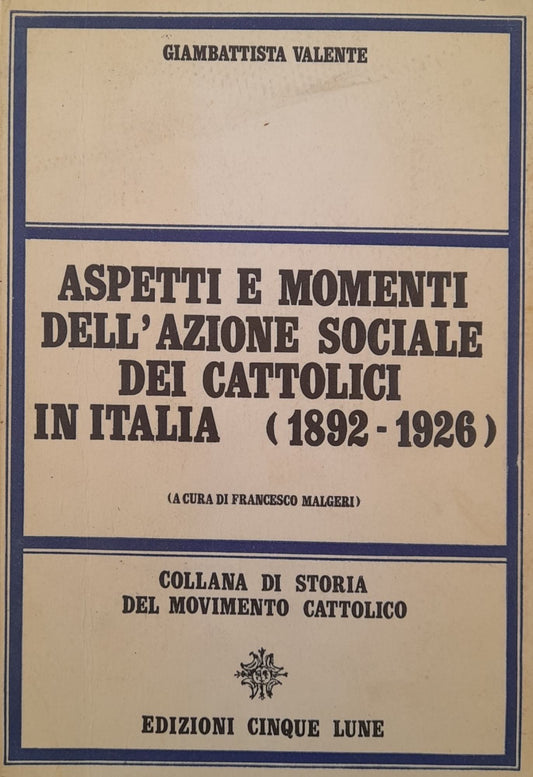 GIAMBATTISTA VALENTE
ASPETTI E MOMENTI
DELL'AZIONE SOCIALE
DEI CATTOLICI
IN ITALIA (1892-1926)
(A CURA DI FRANCESCO MALGERI)
COLLANA DI STORIA
DEL MOVIMENTO CATTOLICO
EDIZIONI CINQUE LUNE